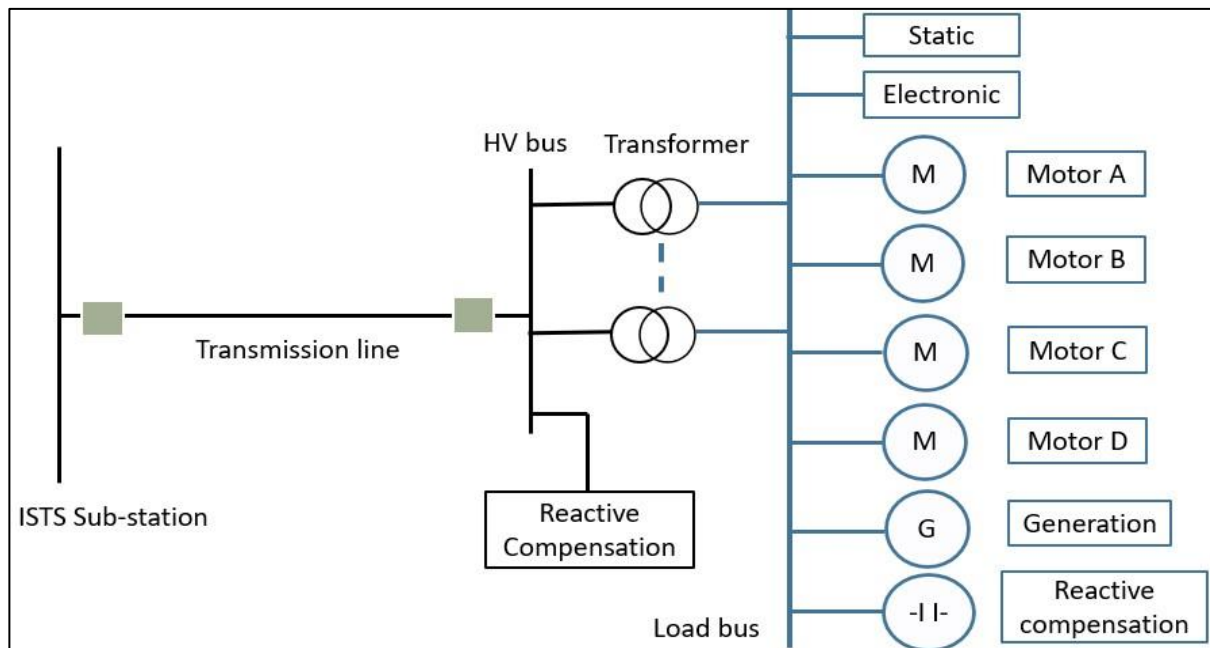 Static
Electronic
HV bus
Transformer
M
Motor A
M
Motor B
Transmission line
M
Motor C
M
Motor D
ISTS Sub-station
Reactive
Compensation
G
Generation
Load bus
-I I-
Reactive
compensation